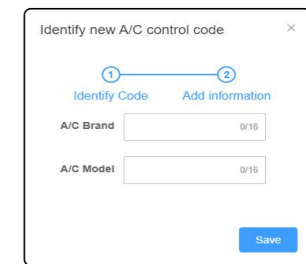 Identify new A/C control code ×
1 2
Identify Code Add information
A/C Brand 0/16
A/C Model 0/16
Save